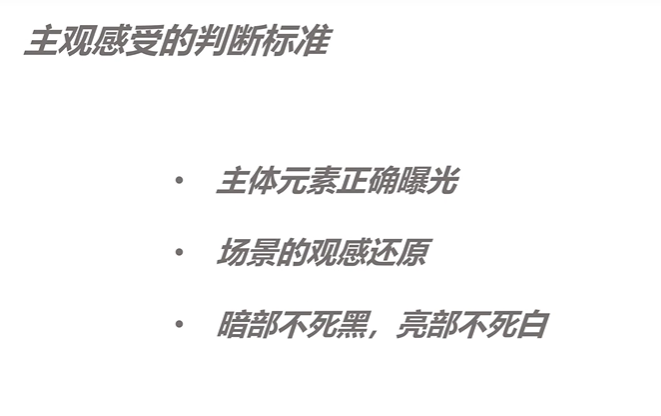 主观感受的判断标准
• 主体元素正确曝光
• 场景的观感还原
• 暗部不死黑，亮部不死白